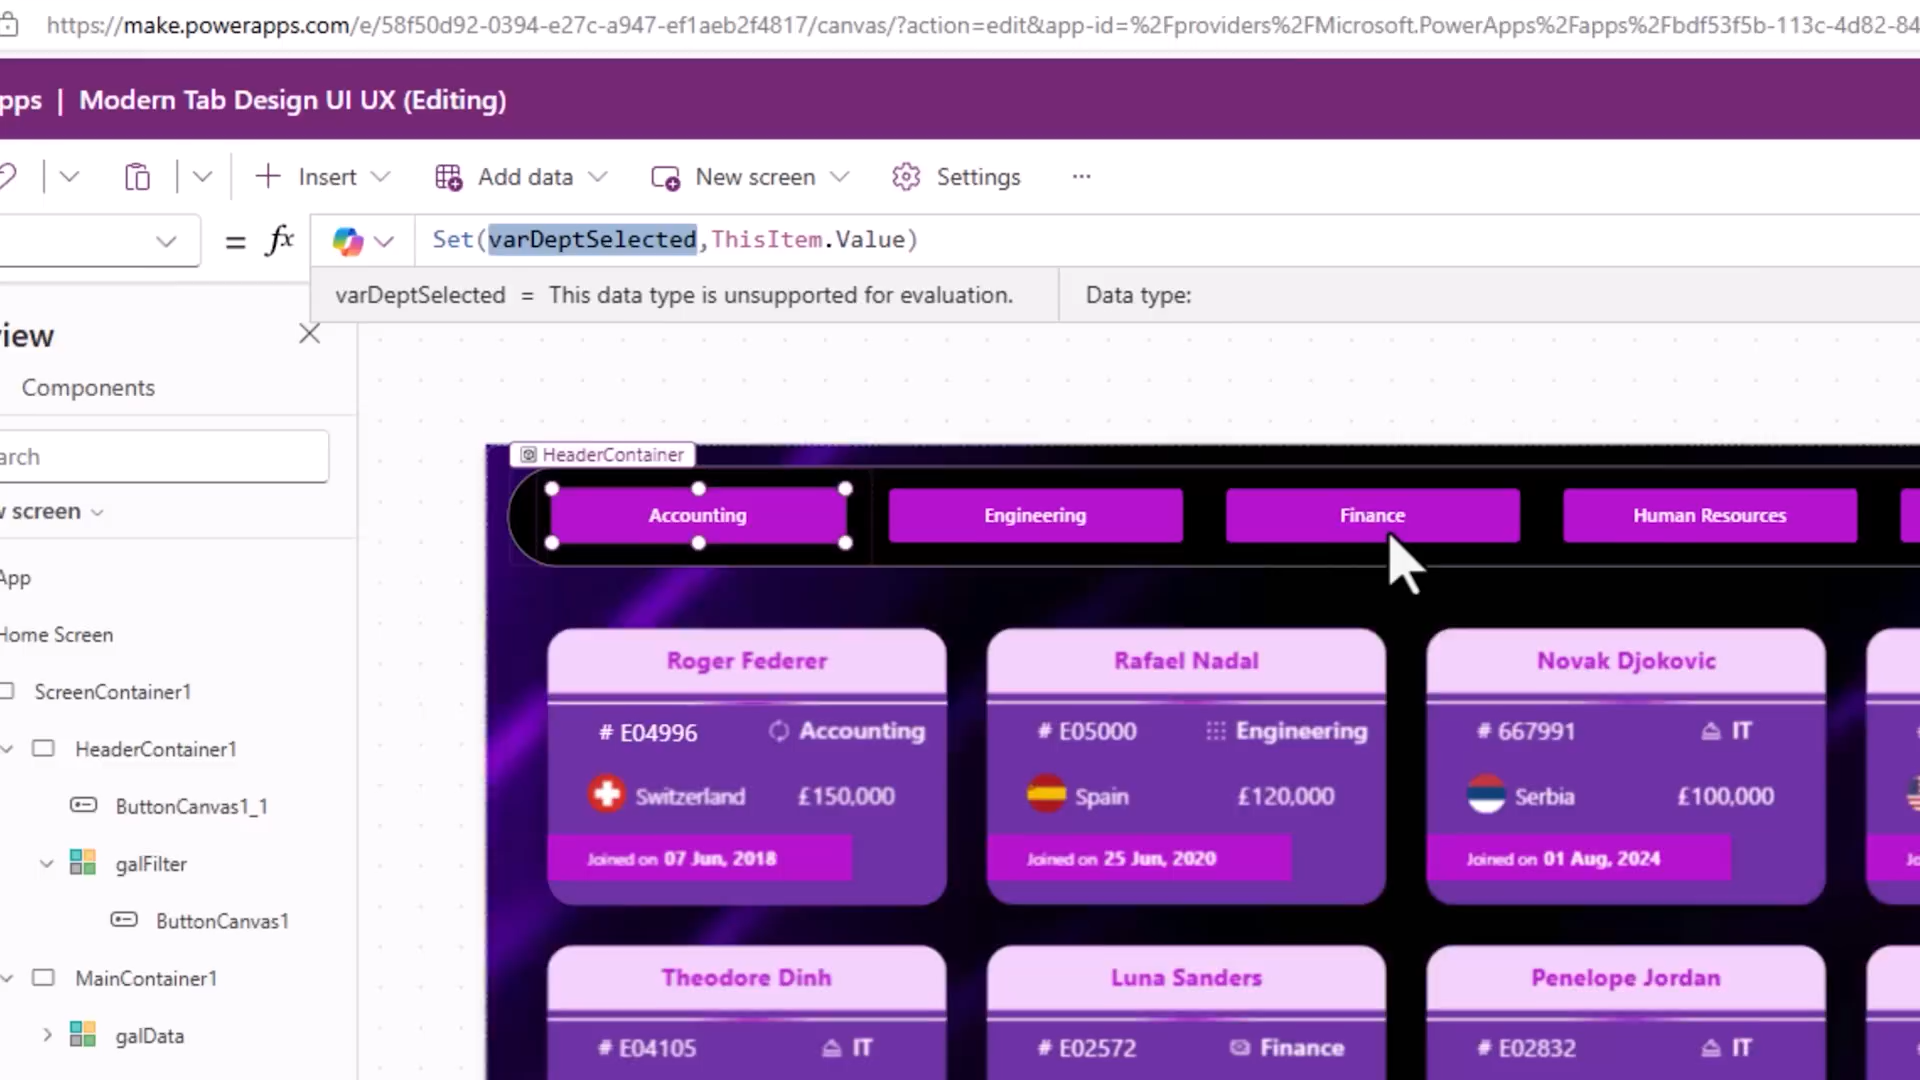 https://make.powerapps.com/e/58f50d92-0394-e27c-a947-ef1aeb2f4817/canvas/?action=edit&app-id=%2Fproviders%2FMicrosoft.PowerApps%2Fapps%2Fbdf53f5b-113c-4d82-84
pps | Modern Tab Design UI UX (Editing)
Insert Add data New screen Settings ...
= fx Set(varDeptSelected,ThisItem.Value)
varDeptSelected = This data type is unsupported for evaluation. Data type:
iew
Components
arch
w screen
App
Home Screen
ScreenContainer1
HeaderContainer1
ButtonCanvas1_1
galFilter
ButtonCanvas1
MainContainer1
galData
HeaderContainer
Accounting Engineering Finance Human Resources
Roger Federer
# E04996 Accounting
Switzerland £150,000
Joined on 07 Jun, 2018
Rafael Nadal
# E05000 Engineering
Spain £120,000
Joined on 25 Jun, 2020
Novak Djokovic
# 667991 IT
Serbia £100,000
Joined on 01 Aug, 2024
Jo
Theodore Dinh
# E04105 IT
Luna Sanders
# E02572 Finance
Penelope Jordan
# E02832 IT